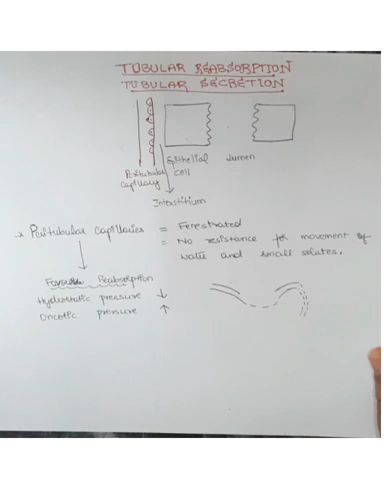 TUBULAR REABSORPTION
TUBULAR SECRETION
Epithelial cell
Lumen
Peritubular
capillary
Interstitium
* Peritubular Capillaries = Fenestrated
= No resistance for movement of
water and small solutes.
Reabsorption
Hydrostatic pressure ↓
Oncotic pressure ↑